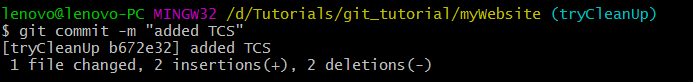 lenovo@lenovo-PC MINGW32 /d/Tutorials/git_tutorial/myWebsite (tryCleanUp)
$ git commit -m "added TCS"
[tryCleanUp b672e32] added TCS
 1 file changed, 2 insertions(+), 2 deletions(-)